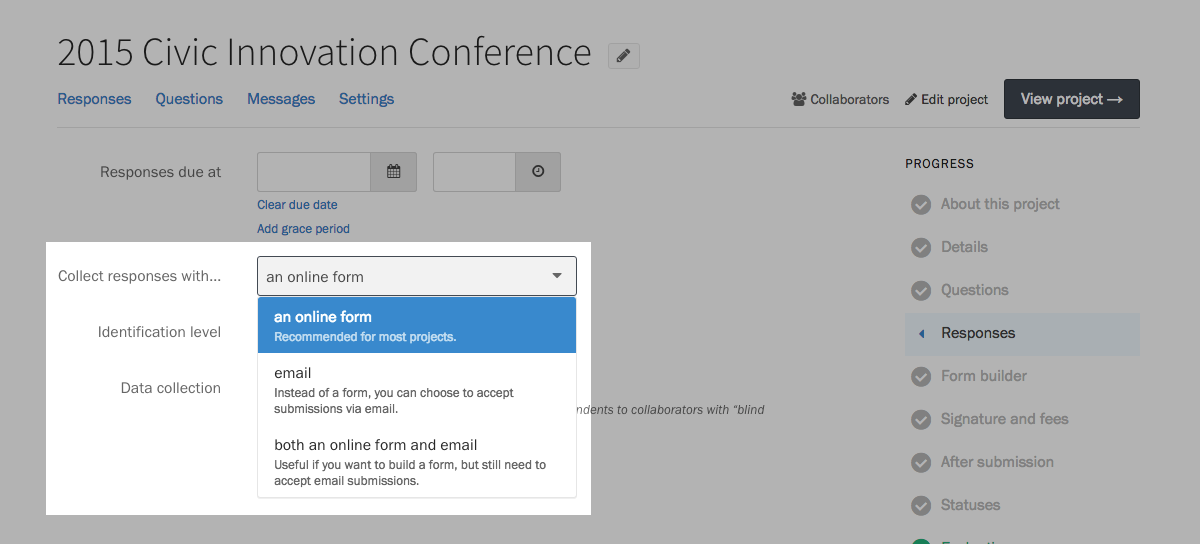 2015 Civic Innovation Conference
Responses Questions Messages Settings
Collaborators Edit project View project →
Responses due at
Clear due date
Add grace period
Collect responses with...
an online form
an online form
Recommended for most projects.
Identification level
email
Instead of a form, you can choose to accept
submissions via email.
Data collection
ndents to collaborators with “blind
both an online form and email
Useful if you want to build a form, but still need to
accept email submissions.
PROGRESS
About this project
Details
Questions
Responses
Form builder
Signature and fees
After submission
Statuses